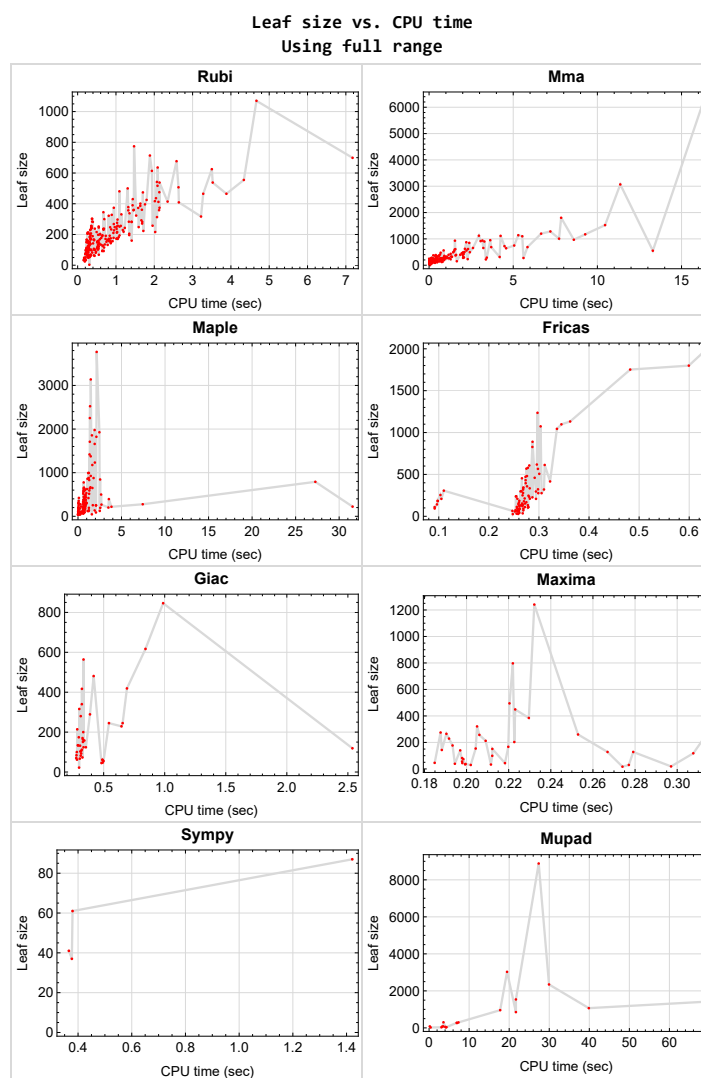 Leaf size vs. CPU time
Using full range
Rubi
Leaf size
1000
800
600
400
200
0
0 1 2 3 4 5 6 7
CPU time (sec)
Mma
Leaf size
6000
5000
4000
3000
2000
1000
0
0 5 10 15
CPU time (sec)
Maple
Leaf size
3000
2000
1000
0
0 5 10 15 20 25 30
CPU time (sec)
Fricas
Leaf size
2000
1500
1000
500
0
0.1 0.2 0.3 0.4 0.5 0.6
CPU time (sec)
Giac
Leaf size
800
600
400
200
0
0.5 1.0 1.5 2.0 2.5
CPU time (sec)
Maxima
Leaf size
1200
1000
800
600
400
200
0
0.18 0.20 0.22 0.24 0.26 0.28 0.30
CPU time (sec)
Sympy
Leaf size
80
60
40
20
0
0.4 0.6 0.8 1.0 1.2 1.4
CPU time (sec)
Mupad
Leaf size
8000
6000
4000
2000
0
0 10 20 30 40 50 60
CPU time (sec)